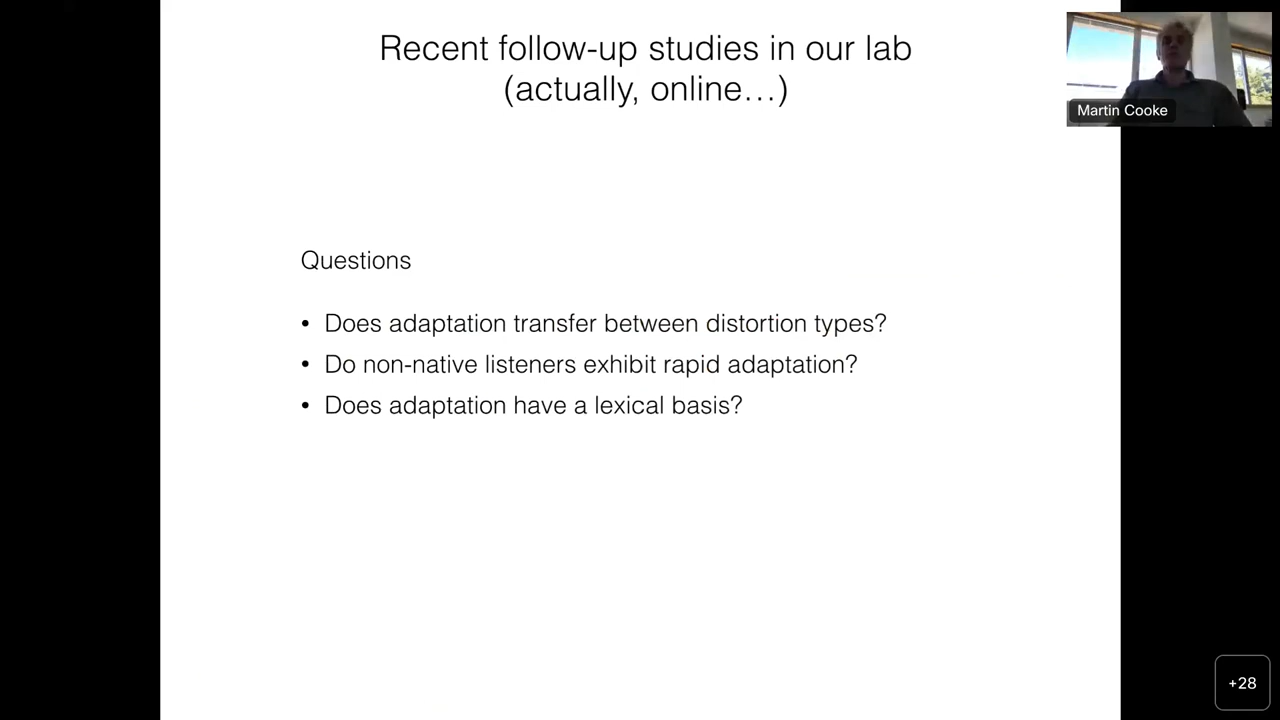 Recent follow-up studies in our lab
(actually, online…)
Martin Cooke
Questions
• Does adaptation transfer between distortion types?
• Do non-native listeners exhibit rapid adaptation?
• Does adaptation have a lexical basis?
+28